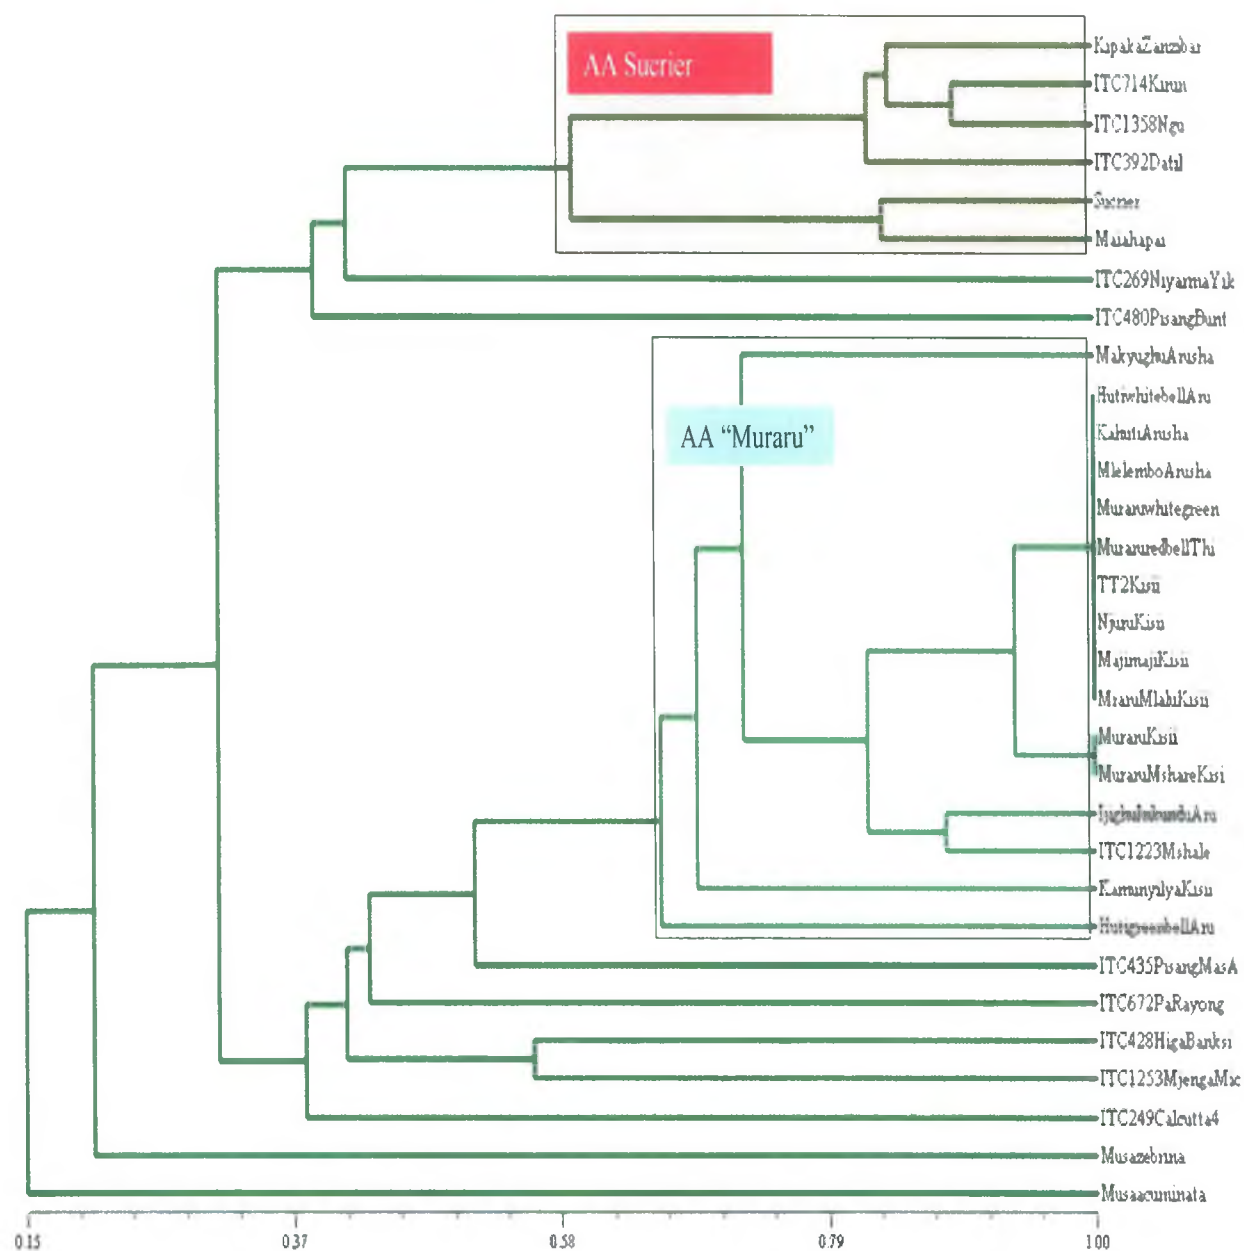 AA Sucrier
KipakaZanzibar
ITC714Kirun
ITC1358Ngu
ITC392Datil
Sucrier
Malahapai
ITC269NiyarmaYik
ITC480PisangBunt
MakyughuArusha
HutiwhitebellAru
AA “Muraru”
KahutiArusha
MlelemboArusha
Muraruwhitegreen
MuraruredbellThi
TT2Kisii
NjuruKisii
MajimajiKisii
MraruMlaluKisii
MuraruKisii
MuraruMshareKisi
ITC1223Mshale
KamunyilyaKisii
HutigreenbellAru
ITC435PisangMasA
ITC672PaRayong
ITC428HigaBanksi
ITC1253MjengaMic
ITC249Calcutta4
Musazebrina
Musaacuminata
0.15 0.37 0.58 0.79 1.00